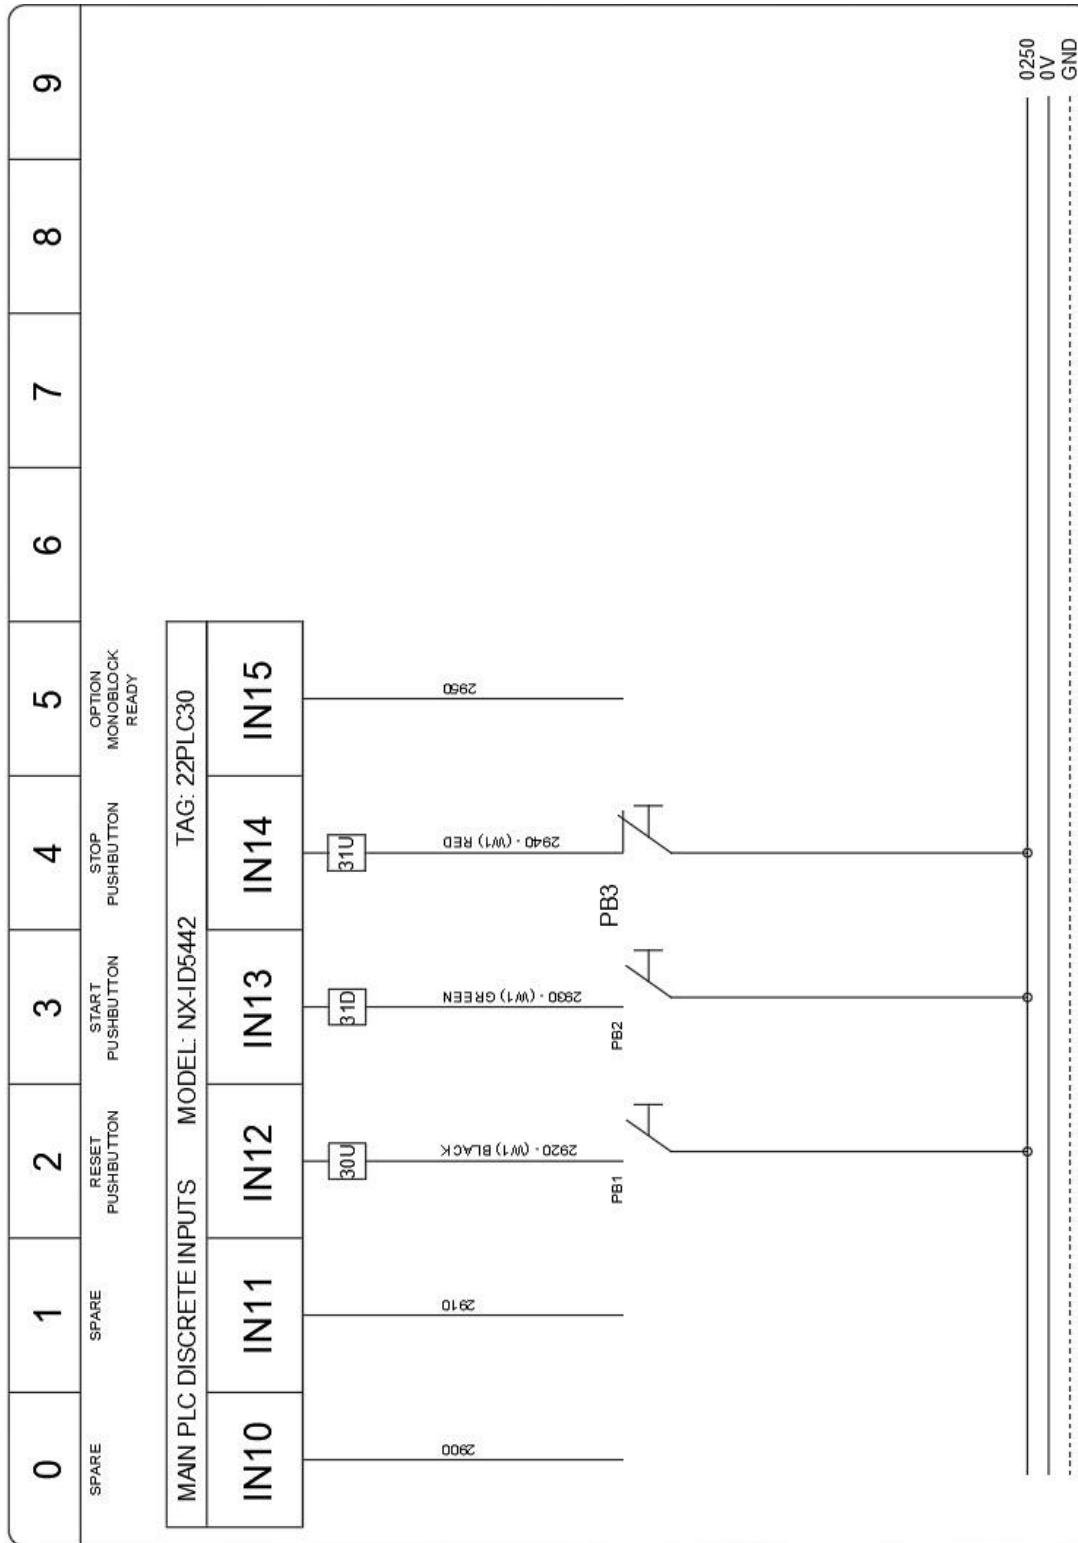 0 1 2 3 4 5 6 7 8 9
SPARE
SPARE
RESET
PUSHBUTTON
START
PUSHBUTTON
STOP
PUSHBUTTON
OPTION
MONOBLOCK
READY
MAIN PLC DISCRETE INPUTS MODEL: NX-ID5442 TAG: 22PLC30
IN10 IN11 IN12 IN13 IN14 IN15
30U 31D 31U
2900
2910
2920 - (W1) BLACK
2930 - (W1) GREEN
2940 - (W1) RED
2950
PB1
PB2
PB3
0250
0V
GND